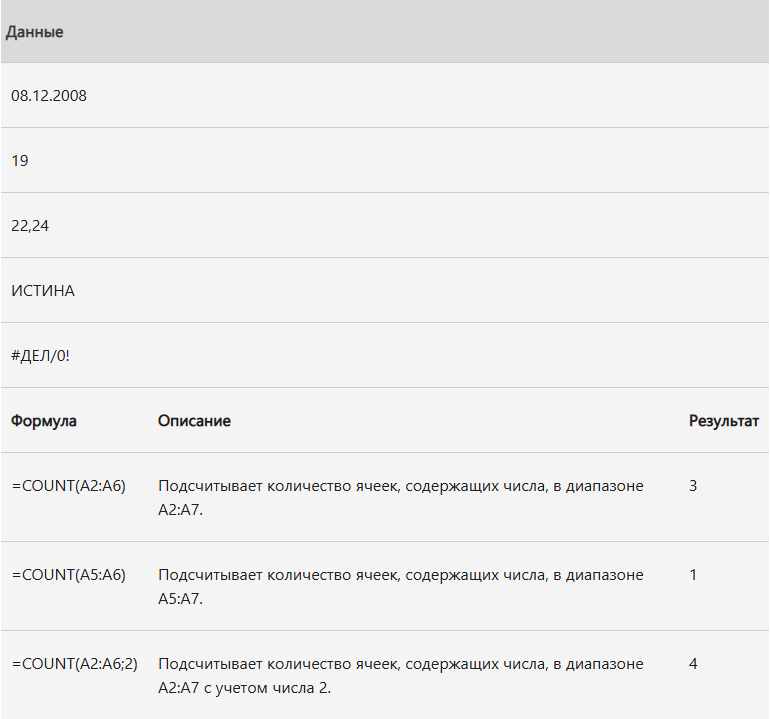 Данные
08.12.2008
19
22,24
ИСТИНА
#ДЕЛ/0!
Формула Описание Результат
=COUNT(A2:A6) Подсчитывает количество ячеек, содержащих числа, в диапазоне 3
A2:A7.
=COUNT(A5:A6) Подсчитывает количество ячеек, содержащих числа, в диапазоне 1
A5:A7.
=COUNT(A2:A6;2) Подсчитывает количество ячеек, содержащих числа, в диапазоне 4
A2:A7 с учетом числа 2.